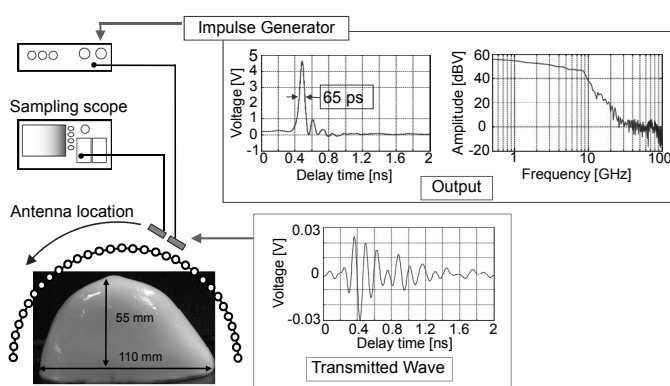 Impulse Generator
Voltage [V]
5
4
3
2
1
0
-1
65 ps
0 0.4 0.8 1.2 1.6 2
Delay time [ns]
Amplitude [dBV]
60
40
20
0
-20
1 10 100
Frequency [GHz]
Output
Sampling scope
Antenna location
55 mm
110 mm
Voltage [V]
0.03
0
-0.03
0 0.4 0.8 1.2 1.6 2
Delay time [ns]
Transmitted Wave